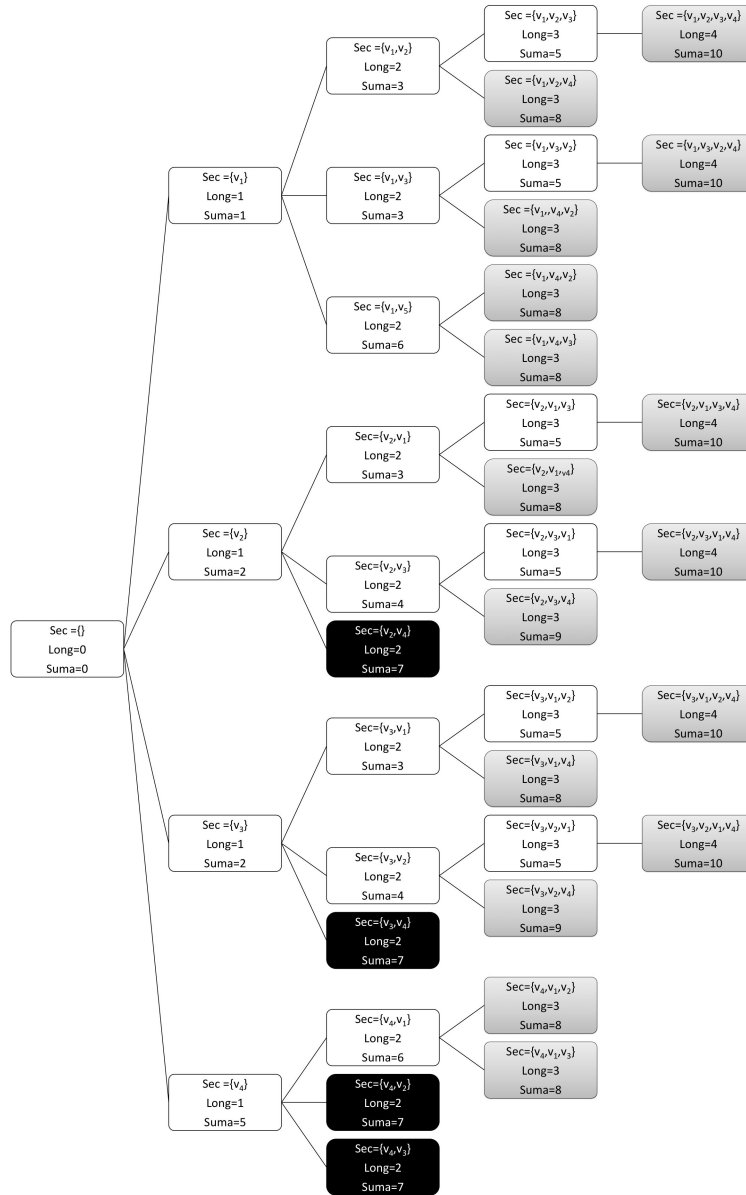 Sec ={v₁,v₂,v₃}
Long=3
Suma=5
Sec ={v₁,v₂,v₃,v₄}
Long=4
Suma=10
Sec ={v₁,v₂}
Long=2
Suma=3
Sec ={v₁,v₂,v₄}
Long=3
Suma=8
Sec ={v₁,v₃,v₂}
Long=3
Suma=5
Sec ={v₁,v₃,v₂,v₄}
Long=4
Suma=10
Sec ={v₁}
Long=1
Suma=1
Sec ={v₁,v₃}
Long=2
Suma=3
Sec ={v₁,,v₄,v₂}
Long=3
Suma=8
Sec ={v₁,v₄,v₂}
Long=3
Suma=8
Sec ={v₁,v₅}
Long=2
Suma=6
Sec ={v₁,v₄,v₃}
Long=3
Suma=8
Sec={v₂,v₁,v₃}
Long=3
Suma=5
Sec={v₂,v₁,v₃,v₄}
Long=4
Suma=10
Sec={v₂,v₁}
Long=2
Suma=3
Sec={v₂,v₁,v4}
Long=3
Suma=8
Sec ={v₂}
Long=1
Suma=2
Sec={v₂,v₃,v₁}
Long=3
Suma=5
Sec={v₂,v₃,v₁,v₄}
Long=4
Suma=10
Sec={v₂,v₃}
Long=2
Suma=4
Sec={v₂,v₃,v₄}
Long=3
Suma=9
Sec ={}
Long=0
Suma=0
Sec={v₂,v₄}
Long=2
Suma=7
Sec={v₃,v₁,v₂}
Long=3
Suma=5
Sec={v₃,v₁,v₂,v₄}
Long=4
Suma=10
Sec={v₃,v₁}
Long=2
Suma=3
Sec={v₃,v₁,v₄}
Long=3
Suma=8
Sec ={v₃}
Long=1
Suma=2
Sec={v₃,v₂,v₁}
Long=3
Suma=5
Sec={v₃,v₂,v₁,v₄}
Long=4
Suma=10
Sec={v₃,v₂}
Long=2
Suma=4
Sec={v₃,v₂,v₄}
Long=3
Suma=9
Sec={v₃,v₄}
Long=2
Suma=7
Sec={v₄,v₁,v₂}
Long=3
Suma=8
Sec={v₄,v₁}
Long=2
Suma=6
Sec={v₄,v₁,v₃}
Long=3
Suma=8
Sec ={v₄}
Long=1
Suma=5
Sec={v₄,v₂}
Long=2
Suma=7
Sec={v₄,v₃}
Long=2
Suma=7